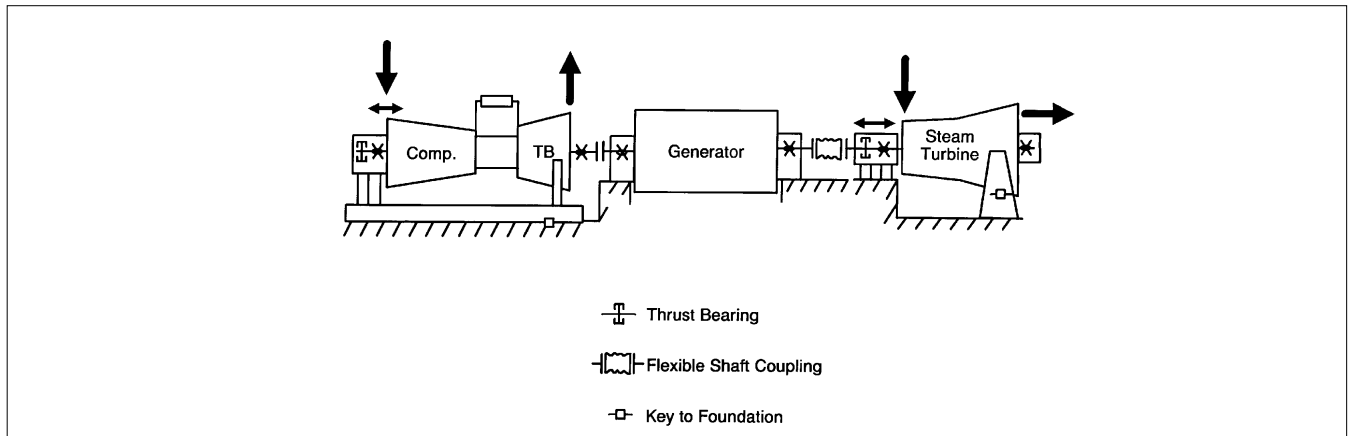 Comp.
TB
Generator
Steam
Turbine
Thrust Bearing
Flexible Shaft Coupling
Key to Foundation